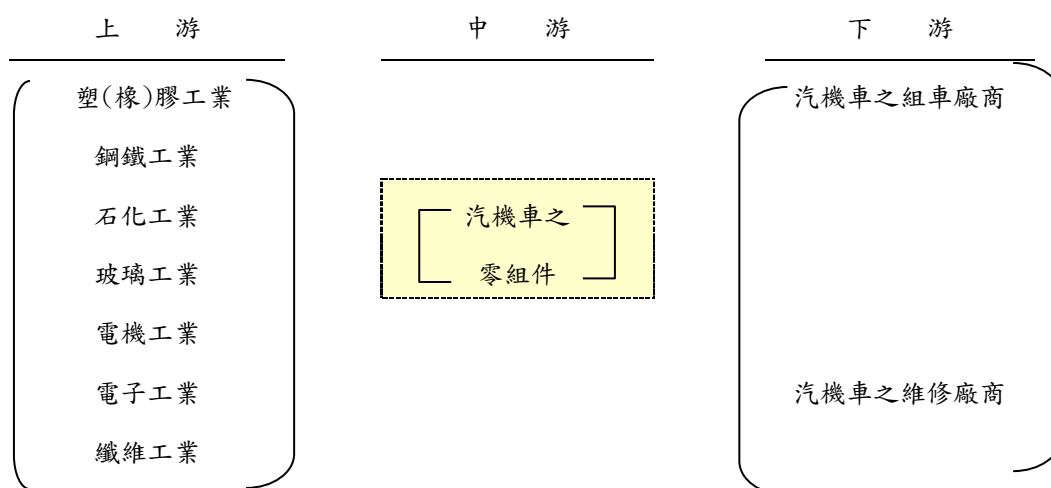 上 游
中 游
下 游
塑(橡)膠工業
鋼鐵工業
石化工業
玻璃工業
電機工業
電子工業
纖維工業
汽機車之
零組件
汽機車之組車廠商
汽機車之維修廠商